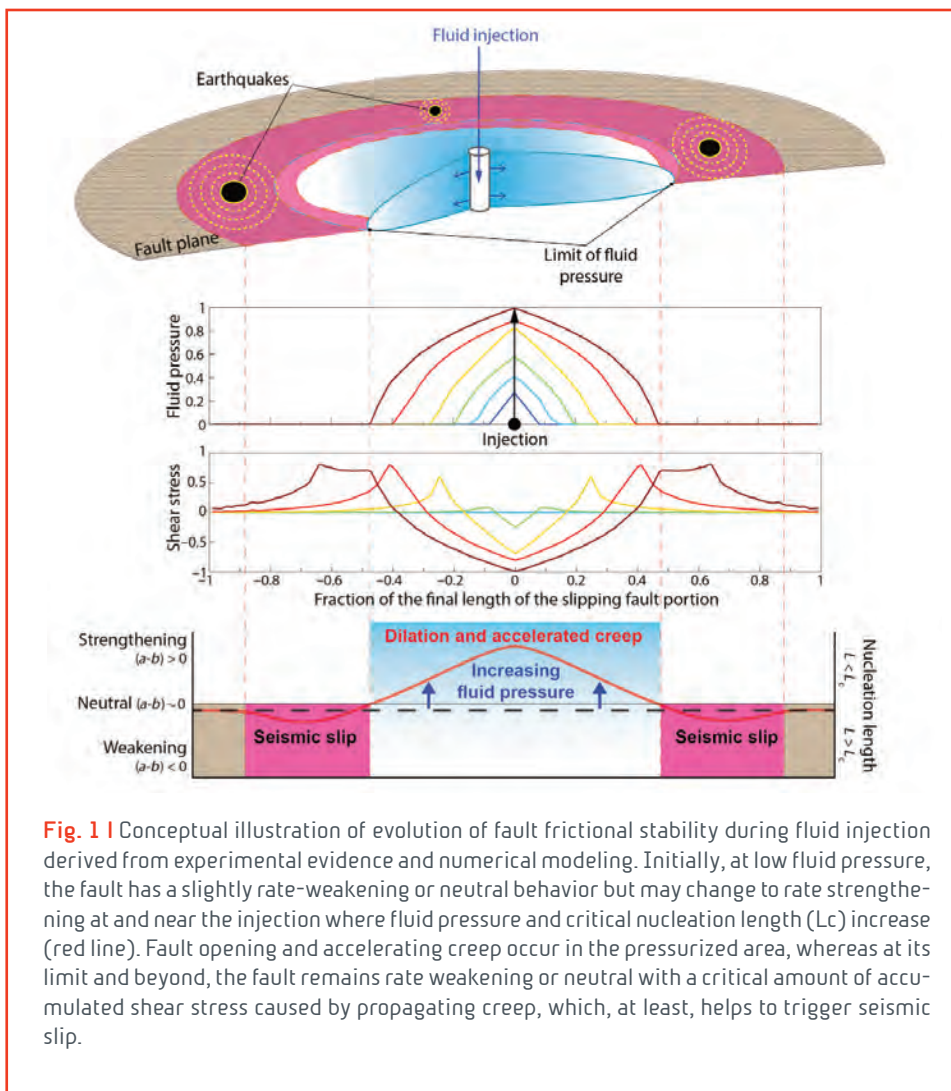 Fluid injection
Earthquakes
Fault plane
Limit of fluid
pressure
Fluid pressure
1
0.8
0.6
0.4
0.2
0
Injection
Shear stress
1
0.5
0
−0.5
−1
−1
−0.8
−0.6
−0.4
−0.2
0
0.2
0.4
0.6
0.8
1
Fraction of the final length of the slipping fault portion
Strengthening
(a-b) > 0
Neutral (a-b) ~0
Weakening
(a-b) < 0
Dilation and accelerated creep
Increasing
fluid pressure
Seismic slip
Seismic slip
L < Lc
L > Lc
Nucleation length
Fig. 1 I Conceptual illustration of evolution of fault frictional stability during fluid injection
derived from experimental evidence and numerical modeling. Initially, at low fluid pressure,
the fault has a slightly rate-weakening or neutral behavior but may change to rate strengthe-
ning at and near the injection where fluid pressure and critical nucleation length (Lc) increase
(red line). Fault opening and accelerating creep occur in the pressurized area, whereas at its
limit and beyond, the fault remains rate weakening or neutral with a critical amount of accu-
mulated shear stress caused by propagating creep, which, at least, helps to trigger seismic
slip.